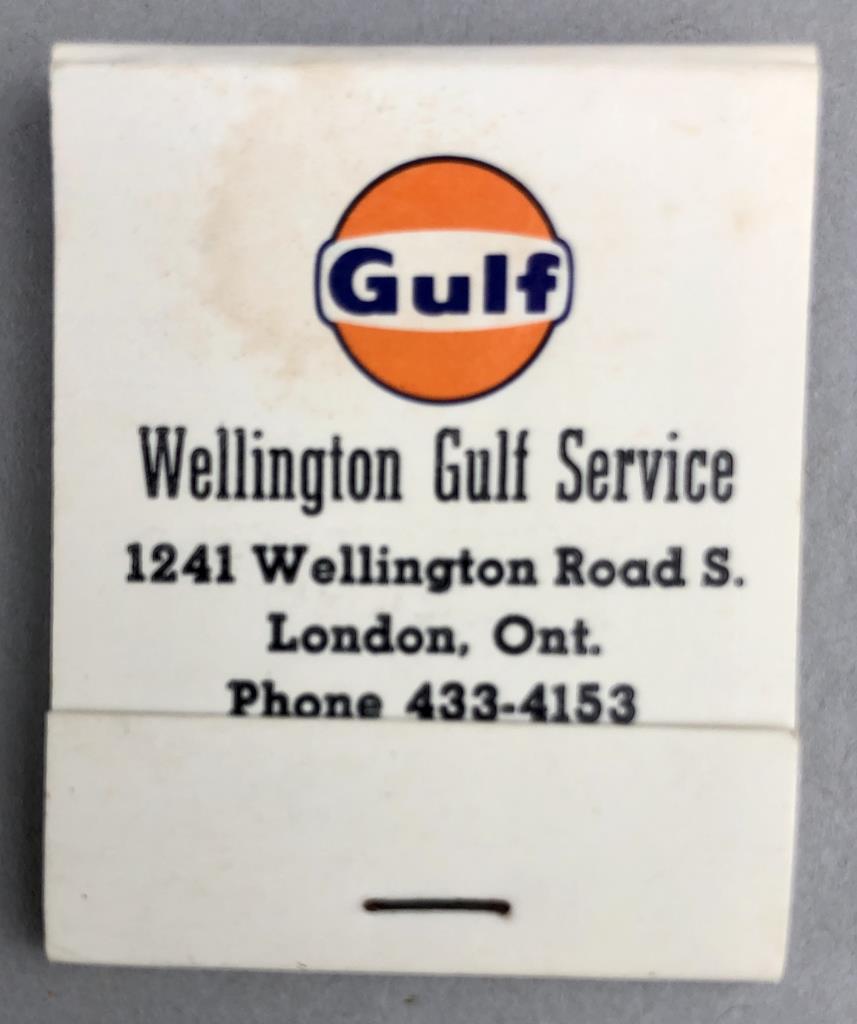 Gulf
Wellington Gulf Service
1241 Wellington Road S.
London, Ont.
Phone 433-4153